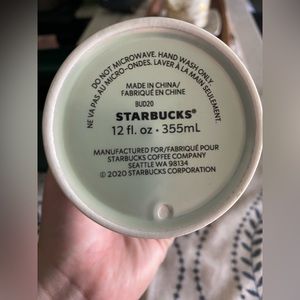 DO NOT MICROWAVE. HAND WASH ONLY.
NE VA PAS AU MICRO-ONDES. LAVER À LA MAIN SEULEMENT.
MADE IN CHINA/
FABRIQUÉ EN CHINE
BUD20
STARBUCKS®
12 fl. oz • 355mL
MANUFACTURED FOR/FABRIQUÉ POUR
STARBUCKS COFFEE COMPANY
SEATTLE WA 98134
© 2020 STARBUCKS CORPORATION